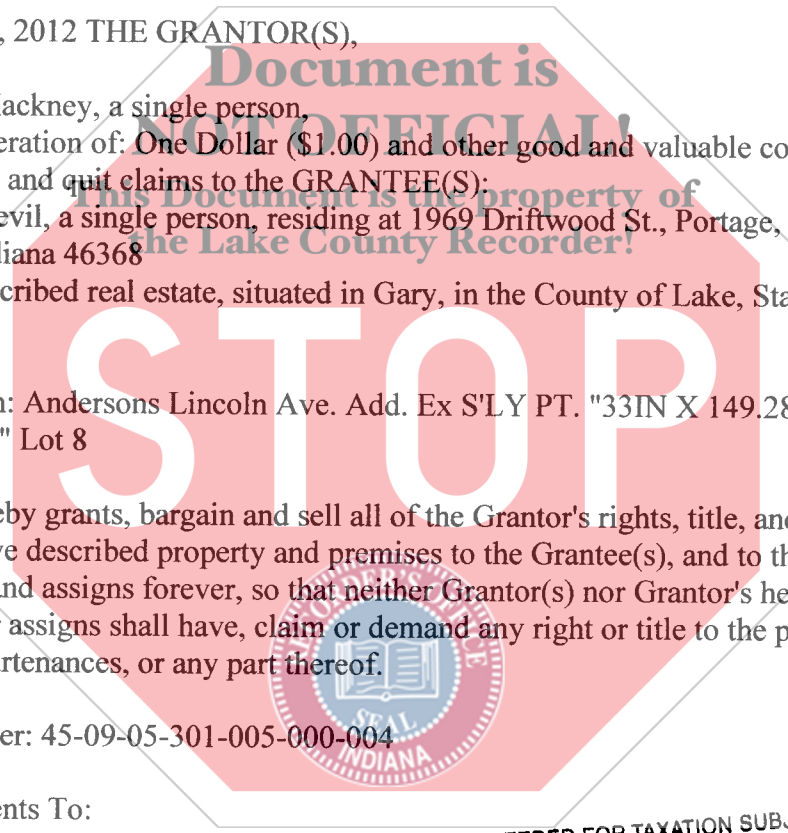 , 2012 THE GRANTOR(S),
Document is
ackney, a single person,
NOT OFFICIAL!
eration of: One Dollar ($1.00) and other good and valuable co
and quit claims to the GRANTEE(S):
This Document is the property of
evil, a single person, residing at 1969 Driftwood St., Portage,
the Lake County Recorder!
diana 46368
cribed real estate, situated in Gary, in the County of Lake, Sta
STOP
n: Andersons Lincoln Ave. Add. Ex S'LY PT. "33IN X 149.28
" Lot 8
eby grants, bargain and sell all of the Grantor's rights, title, and
ve described property and premises to the Grantee(s), and to th
and assigns forever, so that neither Grantor(s) nor Grantor's he
r assigns shall have, claim or demand any right or title to the p
rtenances, or any part thereof.
RECORDER'S OFFICE
SEAL
INDIANA
er: 45-09-05-301-005-000-004
ents To:
FOR TAXATION SUBJ